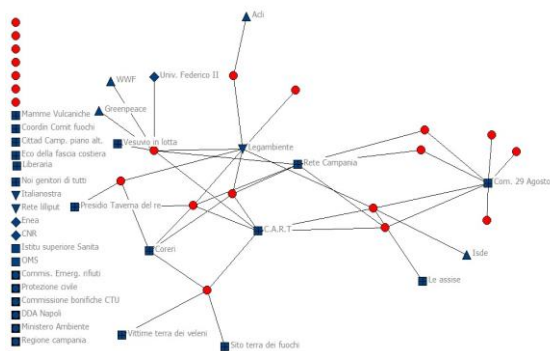 Acli
WWF
Univ. Federico II
Greenpeace
Mamme Vulcaniche
Coordin Comit fuochi
Vesuvio in lotta
Legambiente
Cittad Camp. piano alt.
Eco della fascia costiera
Rete Campania
Liberaria
Noi genitori di tutti
Com. 29 Agosto
Italianostra
Rete lilliput
Presidio Taverna del re
Enea
C.A.R.T
CNR
Coreri
Isde
Istitu superiore Sanita
OMS
Le assise
Commis. Emerg. rifiuti
Protezione civile
Commissione bonifiche CTU
DDA Napoli
Vittime terra dei veleni
Ministero Ambiente
Sito terra dei fuochi
Regione campania